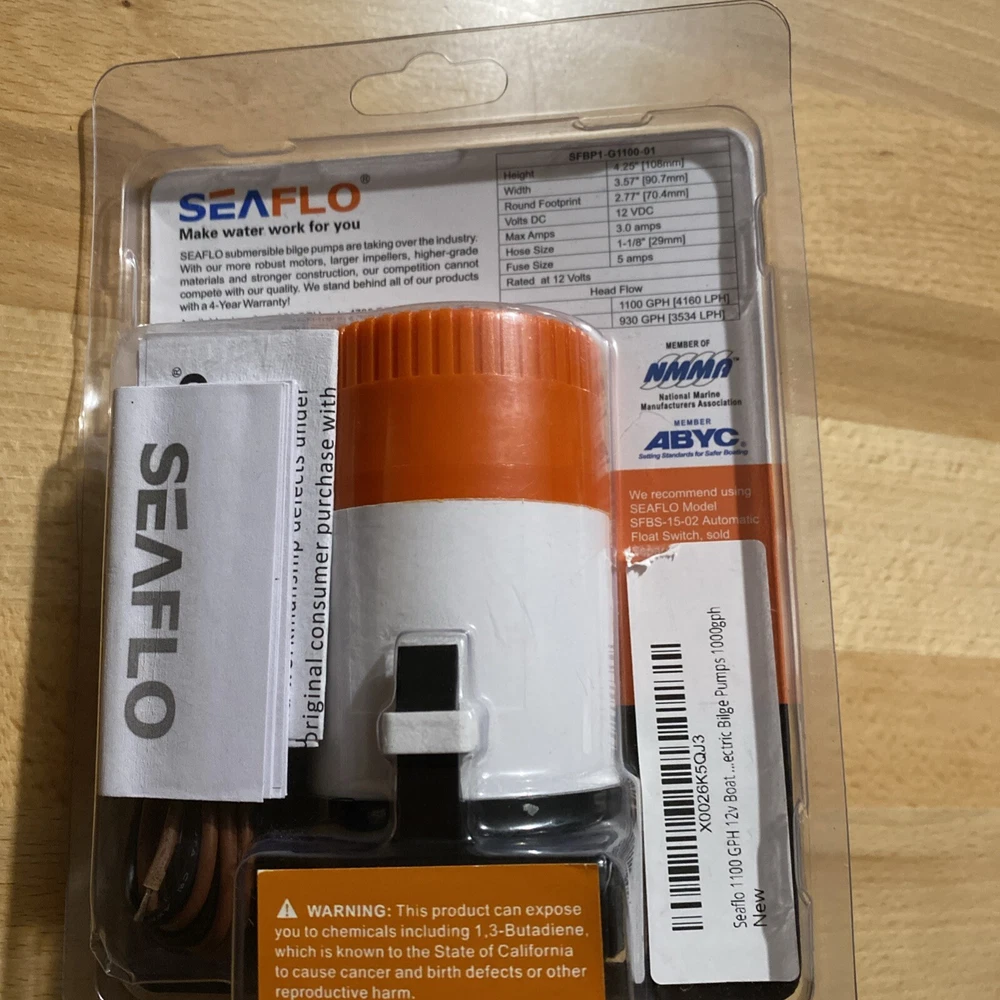 SEAFLO®
Make water work for you
SEAFLO submersible bilge pumps are taking over the industry.
With our more robust motors, larger impellers, higher-grade
materials and stronger construction, our competition cannot
compete with our quality. We stand behind all of our products
with a 4-Year Warranty!
SFBP1-G1100-01
Height 4.25" [108mm]
Width 3.57" [90.7mm]
Round Footprint 2.77" [70.4mm]
Volts DC 12 VDC
Max Amps 3.0 amps
Hose Size 1-1/8" [29mm]
Fuse Size 5 amps
Rated at 12 Volts
Head Flow
1100 GPH [4160 LPH]
930 GPH [3534 LPH]
MEMBER OF
NMMA™
National Marine
Manufacturers Association
MEMBER
ABYC®
Setting Standards for Safer Boating
We recommend using
SEAFLO Model
SFBS-15-02 Automatic
Float Switch, sold
®
SEAFLO
workmanship defects under
original consumer purchase with
X0026K5QJ3
Seaflo 1100 GPH 12v Boat ...ectric Bilge Pumps 1000gph
New
⚠ WARNING: This product can expose
you to chemicals including 1,3-Butadiene,
which is known to the State of California
to cause cancer and birth defects or other
reproductive harm.